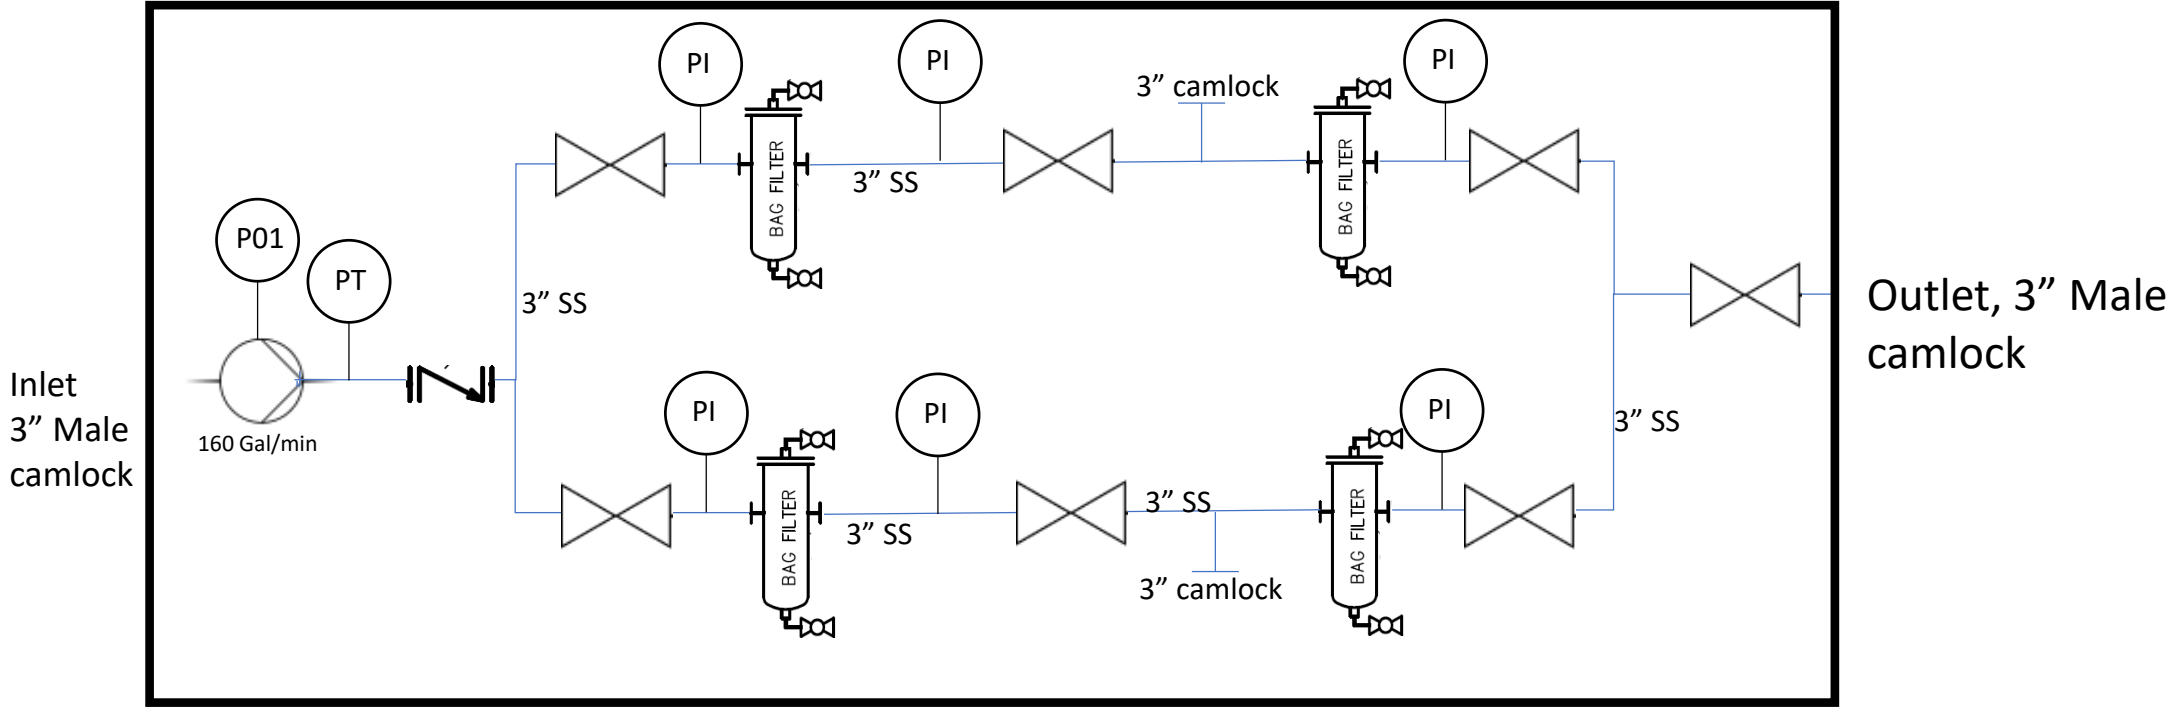 PI
PI
PI
3” camlock
BAG FILTER
BAG FILTER
3” SS
P01
PT
3” SS
160 Gal/min
Inlet
3” Male
camlock
Outlet, 3” Male
camlock
PI
PI
PI
3” SS
BAG FILTER
BAG FILTER
3” SS
3” SS
3” camlock